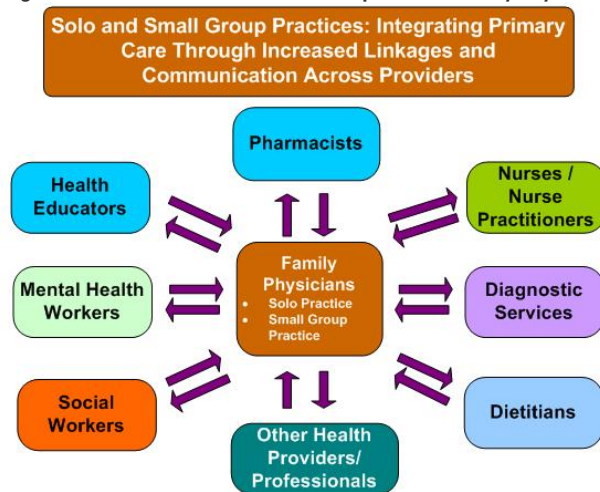 Solo and Small Group Practices: Integrating Primary
Care Through Increased Linkages and
Communication Across Providers
Pharmacists
Health
Educators
Nurses /
Nurse
Practitioners
Mental Health
Workers
Family
Physicians
• Solo Practice
• Small Group
Practice
Diagnostic
Services
Social
Workers
Other Health
Providers/
Professionals
Dietitians